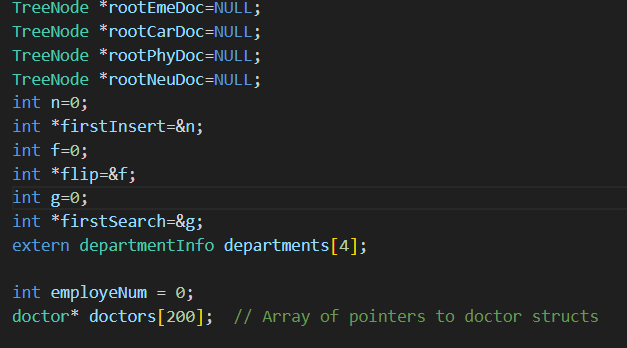 TreeNode *rootEmeDoc=NULL;
TreeNode *rootCarDoc=NULL;
TreeNode *rootPhyDoc=NULL;
TreeNode *rootNeuDoc=NULL;
int n=0;
int *firstInsert=&n;
int f=0;
int *flip=&f;
int g=0;
int *firstSearch=&g;
extern departmentInfo departments[4];
int employeNum = 0;
doctor* doctors[200];  // Array of pointers to doctor structs